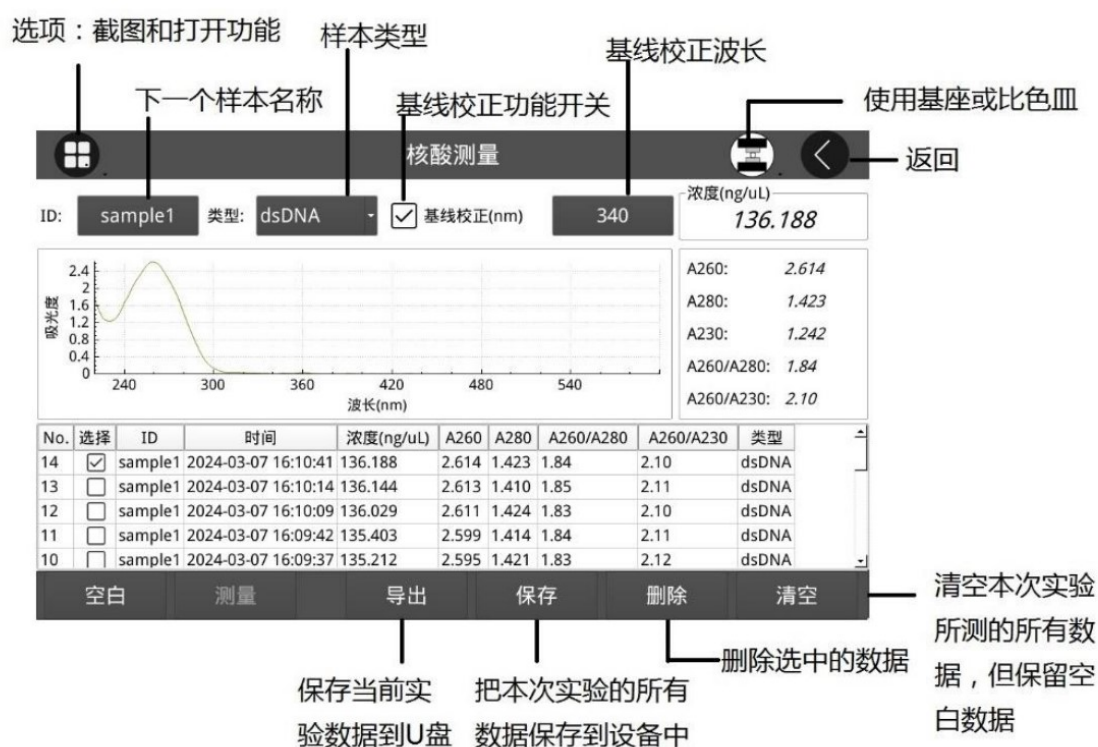 选项：截图和打开功能
样本类型
基线校正波长
下一个样本名称
基线校正功能开关
使用基座或比色皿
核酸测量
返回
ID: sample1 类型: dsDNA 基线校正(nm) 340
浓度(ng/uL)
136.188
吸光度
2.4
2
1.6
1.2
0.8
0.4
0
240 300 360 420 480 540
波长(nm)
A260: 2.614
A280: 1.423
A230: 1.242
A260/A280: 1.84
A260/A230: 2.10
No. 选择 ID 时间 浓度(ng/uL) A260 A280 A260/A280 A260/A230 类型
14 sample1 2024-03-07 16:10:41 136.188 2.614 1.423 1.84 2.10 dsDNA
13 sample1 2024-03-07 16:10:14 136.144 2.613 1.410 1.85 2.11 dsDNA
12 sample1 2024-03-07 16:10:09 136.029 2.611 1.424 1.83 2.10 dsDNA
11 sample1 2024-03-07 16:09:42 135.403 2.599 1.414 1.84 2.11 dsDNA
10 sample1 2024-03-07 16:09:37 135.212 2.595 1.421 1.83 2.12 dsDNA
空白 测量 导出 保存 删除 清空
保存当前实
验数据到U盘
把本次实验的所有
数据保存到设备中
删除选中的数据
清空本次实验
所测的所有数
据，但保留空
白数据